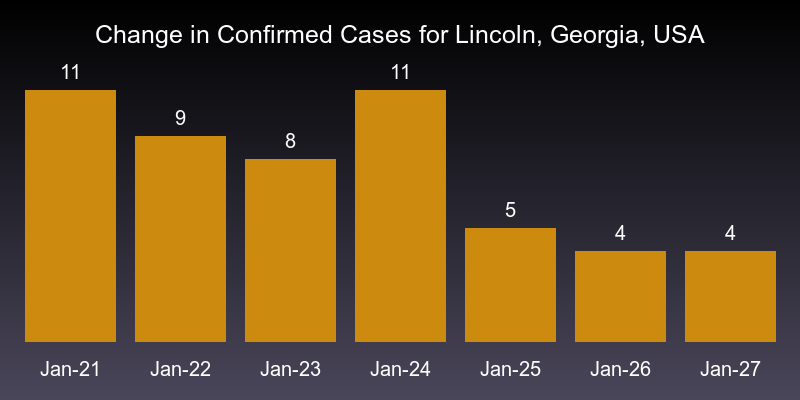 Change in Confirmed Cases for Lincoln, Georgia, USA
11 9 8 11 5 4 4
Jan-21 Jan-22 Jan-23 Jan-24 Jan-25 Jan-26 Jan-27